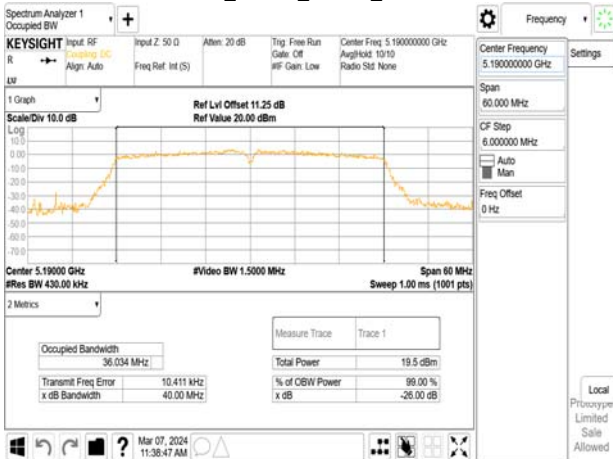 Spectrum Analyzer 1
Occupied BW
+
Frequency
KEYSIGHT
R
LXI
Input: RF
Coupling: DC
Align: Auto
Input Z: 50 Ω
Freq Ref: Int (S)
Atten: 20 dB
Trig: Free Run
Gate: Off
#IF Gain: Low
Center Freq: 5.190000000 GHz
Avg|Hold: 10/10
Radio Std: None
Center Frequency
5.190000000 GHz
Settings
Span
60.000 MHz
CF Step
6.000000 MHz
Auto
Man
Freq Offset
0 Hz
1 Graph
Scale/Div 10.0 dB
Ref Lvl Offset 11.25 dB
Ref Value 20.00 dBm
Log
10.0
0.00
-10.0
-20.0
-30.0
-40.0
-50.0
-60.0
-70.0
Center 5.19000 GHz
#Video BW 1.5000 MHz
Span 60 MHz
#Res BW 430.00 kHz
Sweep 1.00 ms (1001 pts)
2 Metrics
Measure Trace Trace 1
Occupied Bandwidth
36.034 MHz
Total Power 19.5 dBm
Transmit Freq Error 10.411 kHz
% of OBW Power 99.00 %
x dB Bandwidth 40.00 MHz
x dB -26.00 dB
Local
Prototype
Limited
Sale
Allowed
?
Mar 07, 2024
11:38:47 AM